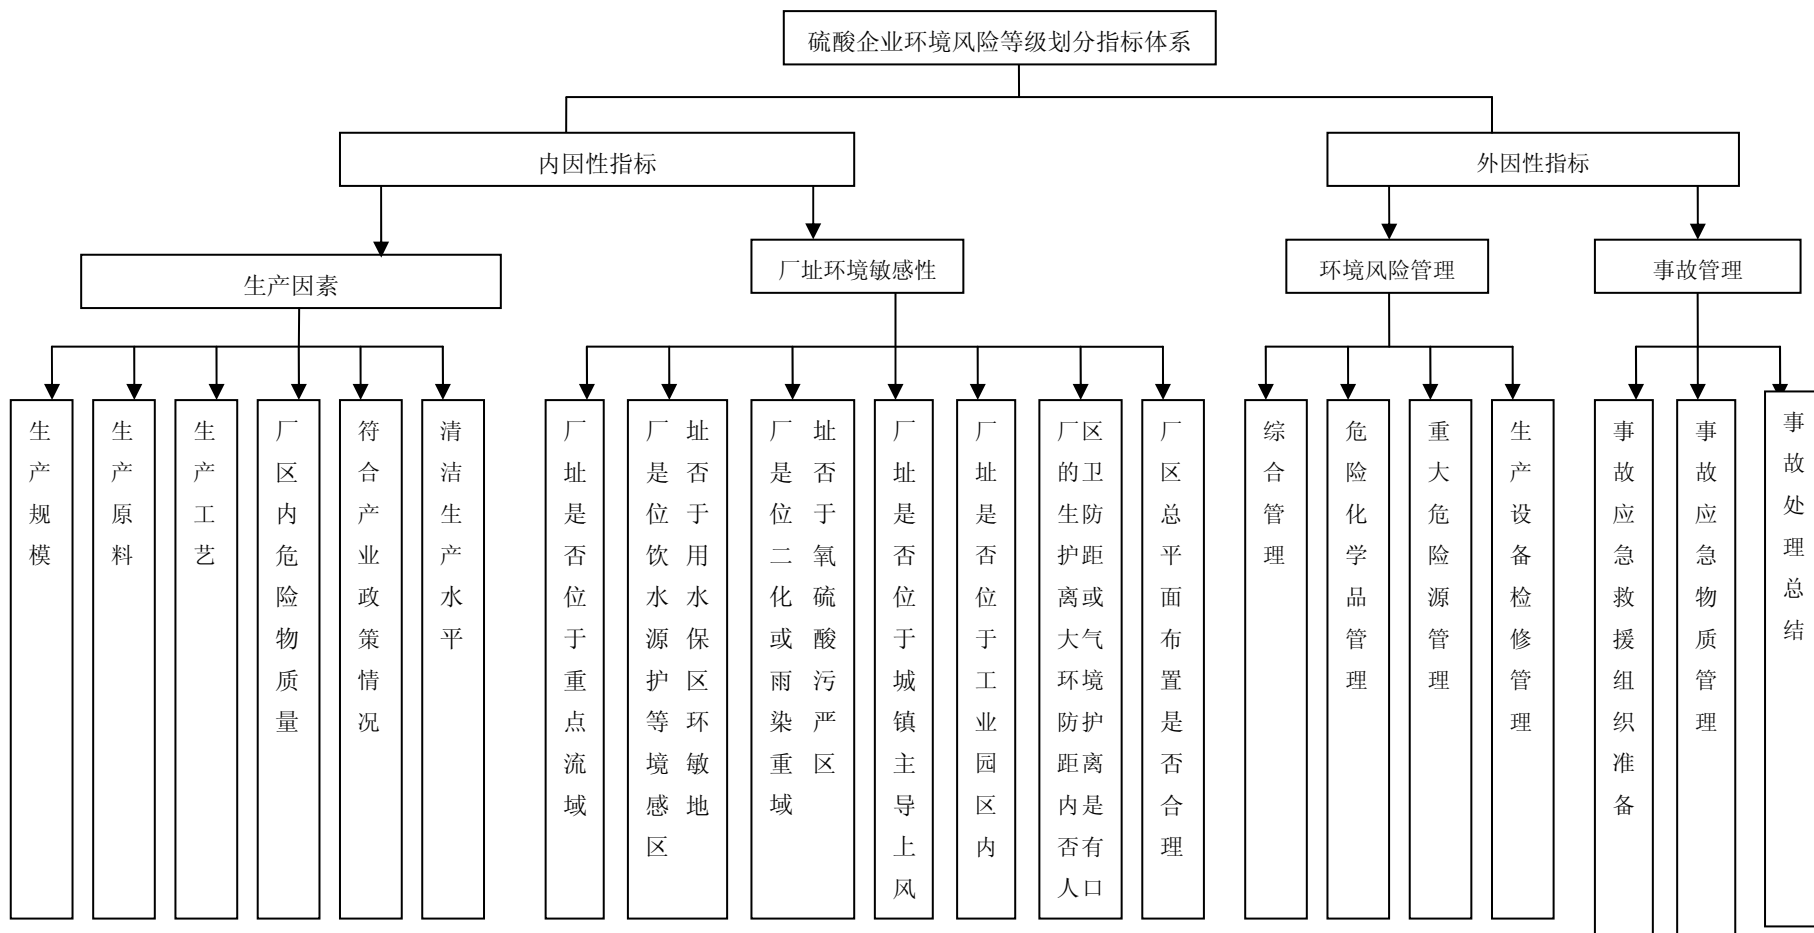 硫酸企业环境风险等级划分指标体系
内因性指标
外因性指标
生产因素
厂址环境敏感性
环境风险管理
事故管理
生产规模
生产原料
生产工艺
厂区内危险物质量
符合产业政策情况
清洁生产水平
厂址是否位于重点流域
厂址是否位于饮用水水源保护区等环境敏感地区
厂址是否位于二氧化硫或酸雨污染严重区域
厂址是否位于城镇主导上风
厂址是否位于工业园区内
厂区的卫生防护距离或大气环境防护距离内是否有人口
厂区总平面布置是否合理
综合管理
危险化学品管理
重大危险源管理
生产设备检修管理
事故应急救援组织准备
事故应急物质管理
事故处理总结